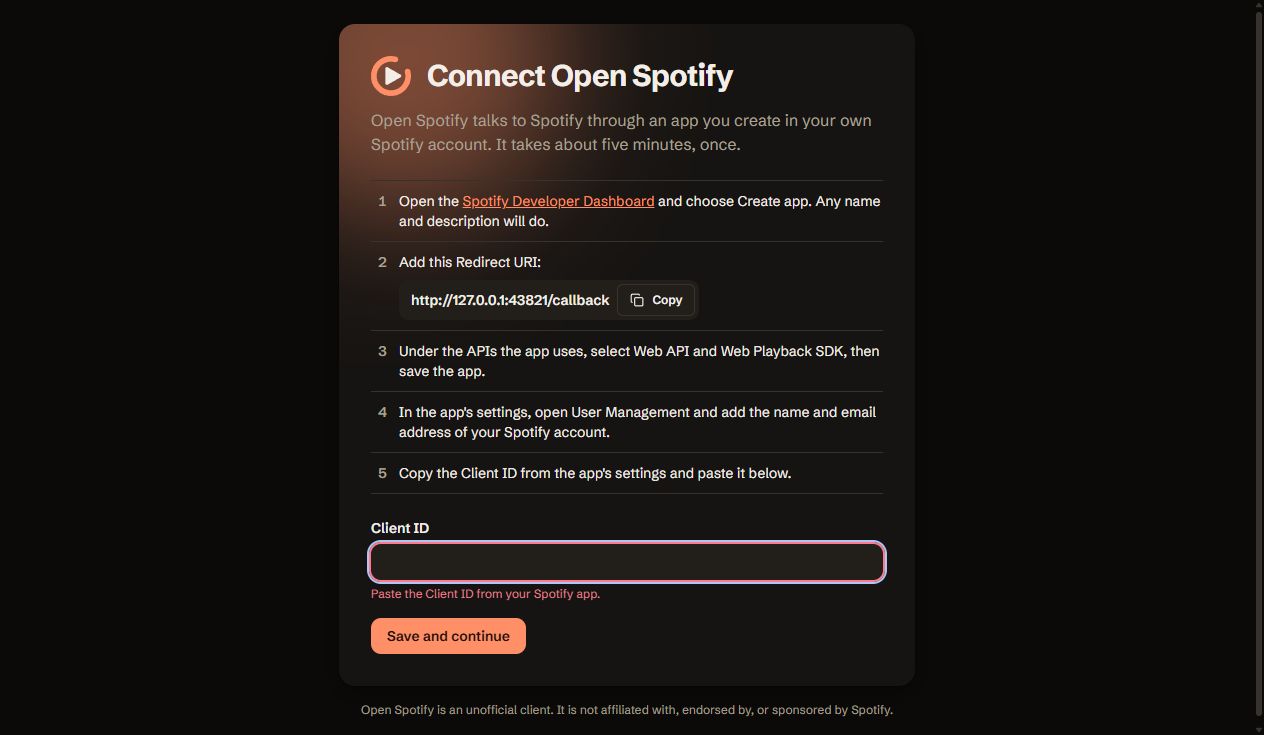 Connect Open Spotify
Open Spotify talks to Spotify through an app you create in your own
Spotify account. It takes about five minutes, once.
1 Open the Spotify Developer Dashboard and choose Create app. Any name
and description will do.
2 Add this Redirect URI:
http://127.0.0.1:43821/callback Copy
3 Under the APIs the app uses, select Web API and Web Playback SDK, then
save the app.
4 In the app's settings, open User Management and add the name and email
address of your Spotify account.
5 Copy the Client ID from the app's settings and paste it below.
Client ID
Paste the Client ID from your Spotify app.
Save and continue
Open Spotify is an unofficial client. It is not affiliated with, endorsed by, or sponsored by Spotify.